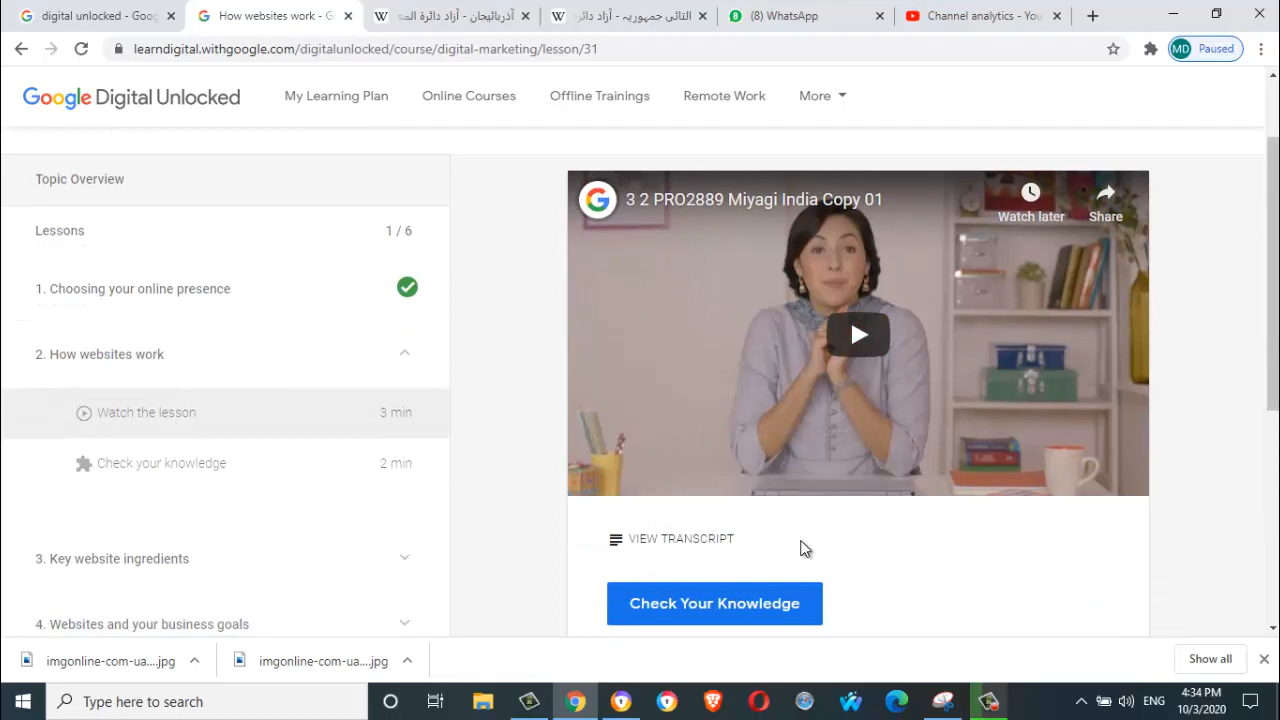 digital unlocked - Goog
How websites work - G
آذربائیجان - آزاد دائرۃ المع
التائی جمہوریہ - آزاد دائر
(8) WhatsApp
Channel analytics - You
learndigital.withgoogle.com/digitalunlocked/course/digital-marketing/lesson/31
MD Paused
Google Digital Unlocked
My Learning Plan
Online Courses
Offline Trainings
Remote Work
More
Topic Overview
Lessons 1 / 6
1. Choosing your online presence
2. How websites work
Watch the lesson 3 min
Check your knowledge 2 min
3. Key website ingredients
4. Websites and your business goals
3 2 PRO2889 Miyagi India Copy 01
Watch later
Share
VIEW TRANSCRIPT
Check Your Knowledge
imgonline-com-ua....jpg
imgonline-com-ua....jpg
Show all
Type here to search
ENG
4:34 PM
10/3/2020